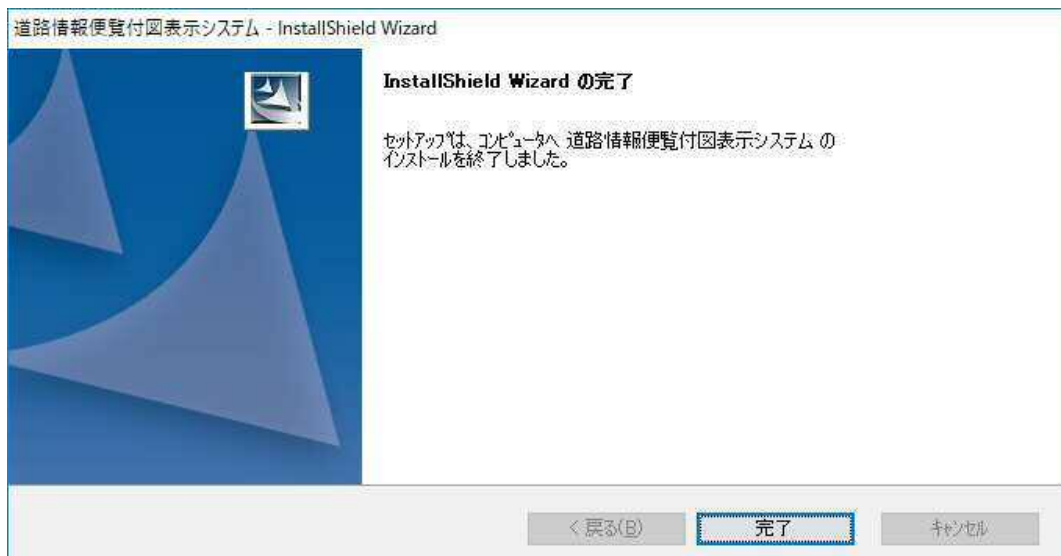 道路情報便覧付図表示システム - InstallShield Wizard
InstallShield Wizard の完了
ｾｯﾄｱｯﾌﾟは、ｺﾝﾋﾟｭｰﾀへ 道路情報便覧付図表示システム の
ｲﾝｽﾄｰﾙを終了しました。
< 戻る(B) 完了 ｷｬﾝｾﾙ